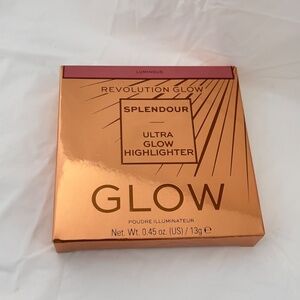 LUMINOUS
REVOLUTION GLOW
SPLENDOUR
ULTRA
GLOW
HIGHLIGHTER
GLOW
POUDRE ILLUMINATEUR
Net. Wt. 0.45 oz. (US) / 13g ℮